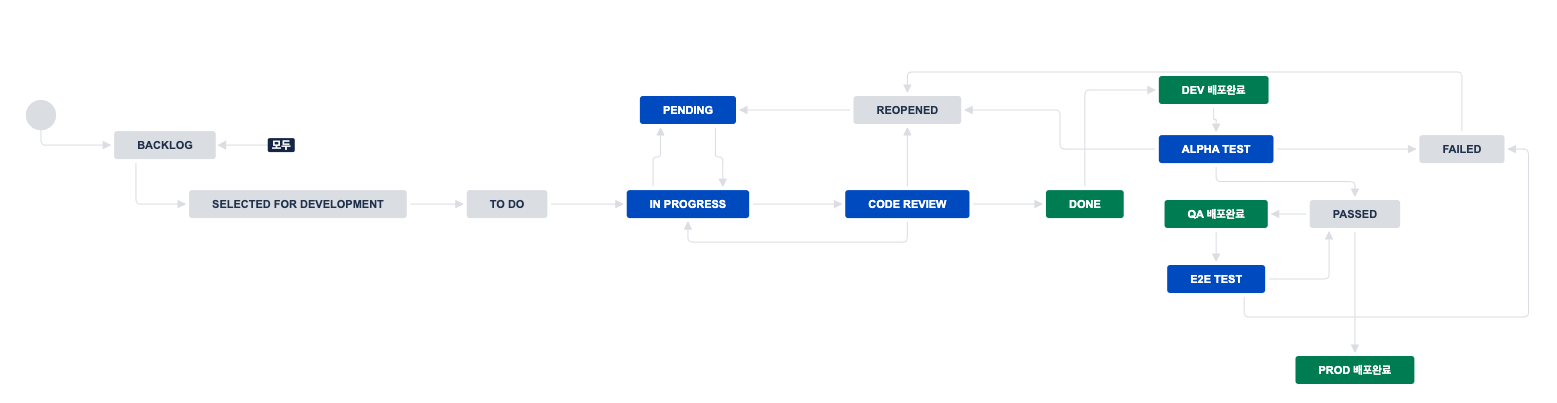 DEV 배포완료
PENDING
REOPENED
BACKLOG
모두
ALPHA TEST
FAILED
SELECTED FOR DEVELOPMENT
TO DO
IN PROGRESS
CODE REVIEW
DONE
QA 배포완료
PASSED
E2E TEST
PROD 배포완료